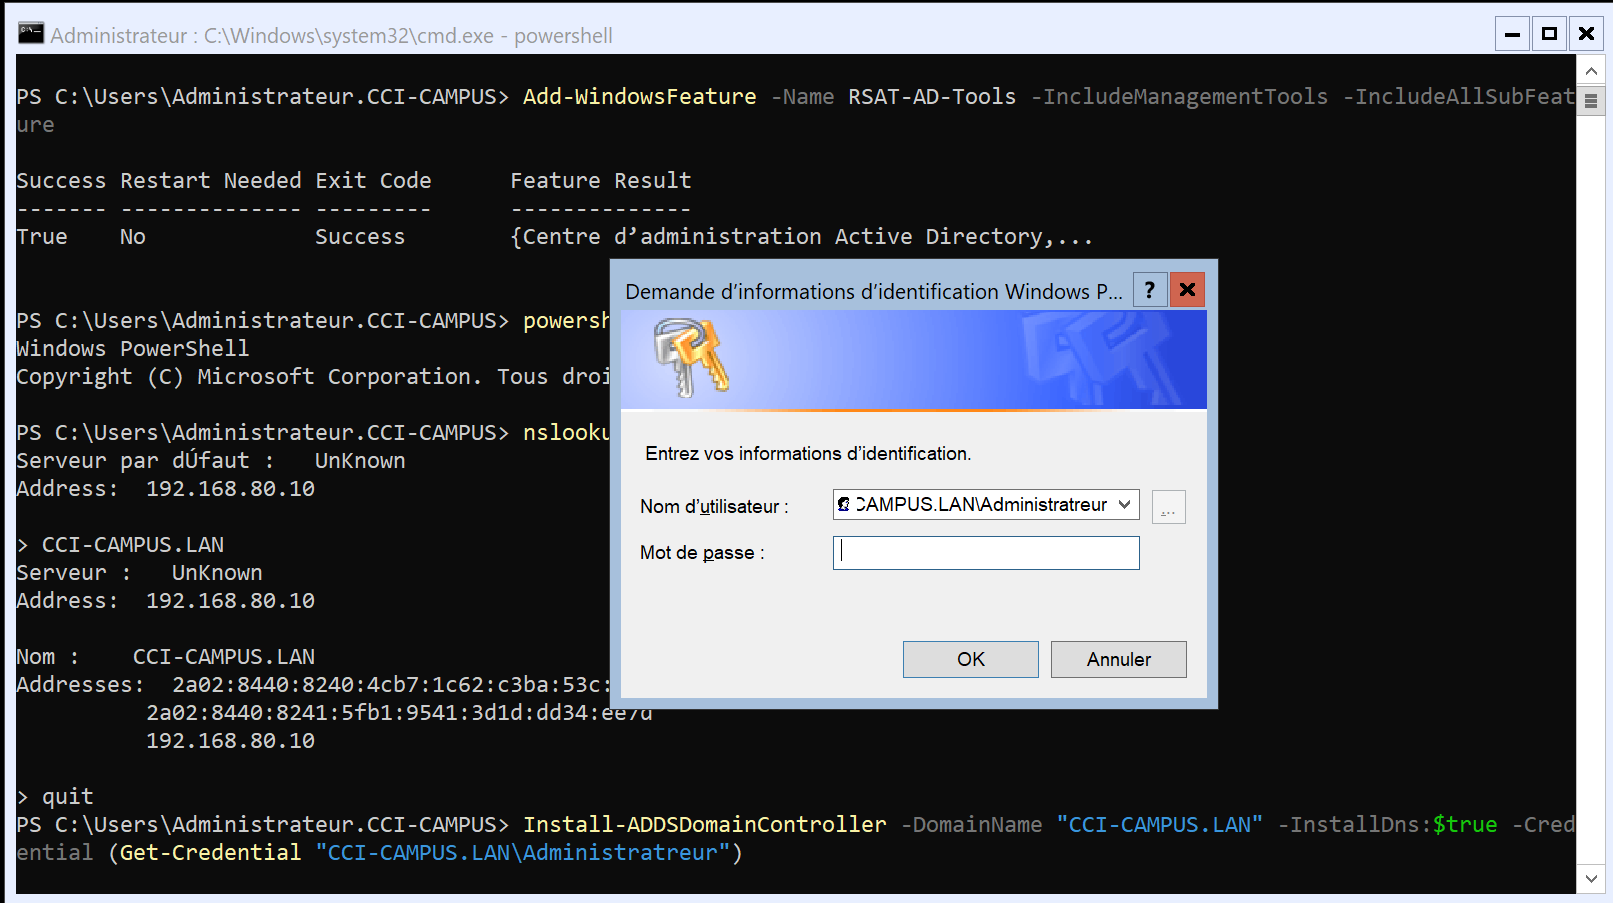 Administrateur : C:\Windows\system32\cmd.exe - powershell
PS C:\Users\Administrateur.CCI-CAMPUS> Add-WindowsFeature -Name RSAT-AD-Tools -IncludeManagementTools -IncludeAllSubFeat
ure
Success Restart Needed Exit Code      Feature Result
------- -------------- ---------      --------------
True    No             Success        {Centre d’administration Active Directory,...
PS C:\Users\Administrateur.CCI-CAMPUS> powersh
Windows PowerShell
Copyright (C) Microsoft Corporation. Tous droi
PS C:\Users\Administrateur.CCI-CAMPUS> nslooku
Serveur par dÚfaut :   UnKnown
Address:  192.168.80.10
> CCI-CAMPUS.LAN
Serveur :   UnKnown
Address:  192.168.80.10
Nom :    CCI-CAMPUS.LAN
Addresses:  2a02:8440:8240:4cb7:1c62:c3ba:53c:
2a02:8440:8241:5fb1:9541:3d1d:dd34:ee7d
192.168.80.10
> quit
PS C:\Users\Administrateur.CCI-CAMPUS> Install-ADDSDomainController -DomainName "CCI-CAMPUS.LAN" -InstallDns:$true -Cred
ential (Get-Credential "CCI-CAMPUS.LAN\Administratreur")
Demande d’informations d’identification Windows P...
?
Entrez vos informations d’identification.
Nom d’utilisateur : CAMPUS.LAN\Administratreur
...
Mot de passe :
OK Annuler